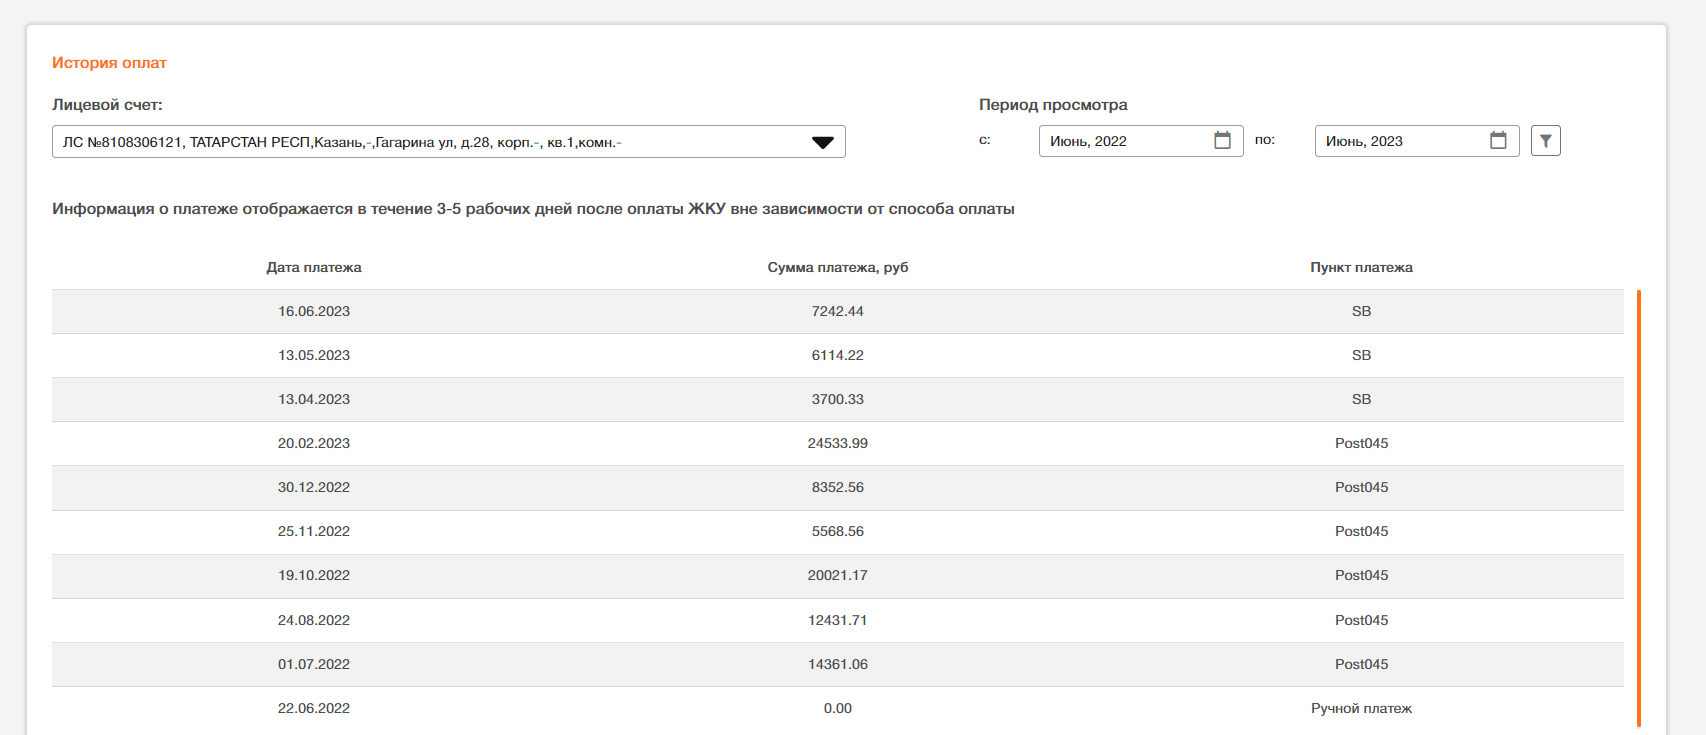 История оплат
Лицевой счет: Период просмотра
ЛС №8108306121, ТАТАРСТАН РЕСП,Казань,-,Гагарина ул, д.28, корп.-, кв.1,комн.- с: Июнь, 2022 по: Июнь, 2023
Информация о платеже отображается в течение 3-5 рабочих дней после оплаты ЖКУ вне зависимости от способа оплаты
Дата платежа Сумма платежа, руб Пункт платежа
16.06.2023 7242.44 SB
13.05.2023 6114.22 SB
13.04.2023 3700.33 SB
20.02.2023 24533.99 Post045
30.12.2022 8352.56 Post045
25.11.2022 5568.56 Post045
19.10.2022 20021.17 Post045
24.08.2022 12431.71 Post045
01.07.2022 14361.06 Post045
22.06.2022 0.00 Ручной платеж